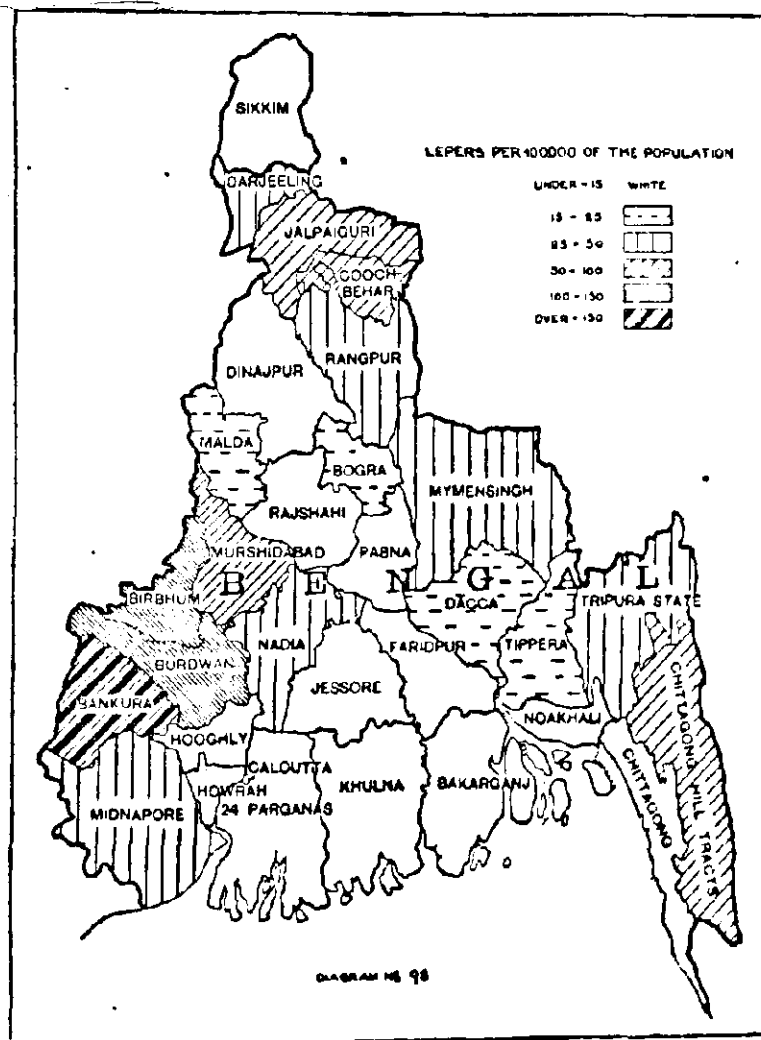 SIKKIM
LEPERS PER 100000 OF THE POPULATION
DARJEELING
UNDER - 15 WHITE
15 - 25
25 - 50
50 - 100
100 - 150
OVER - 150
JALPAIGURI
COOCH
BEHAR
RANGPUR
DINAJPUR
MALDA
BOGRA
MYMENSINGH
RAJSHAHI
MURSHIDABAD
PABNA
BENGAL
BIRBHUM
DACCA
TRIPURA STATE
NADIA
FARIDPUR
TIPPERA
BURDWAN
JESSORE
BANKURA
NOAKHALI
HOOGHLY
CALCUTTA
HOWRAH
24 PARGANAS
KHULNA
BAKARGANJ
MIDNAPORE
CHITTAGONG
CHITTAGONG HILL TRACTS
DIAGRAM NO 98